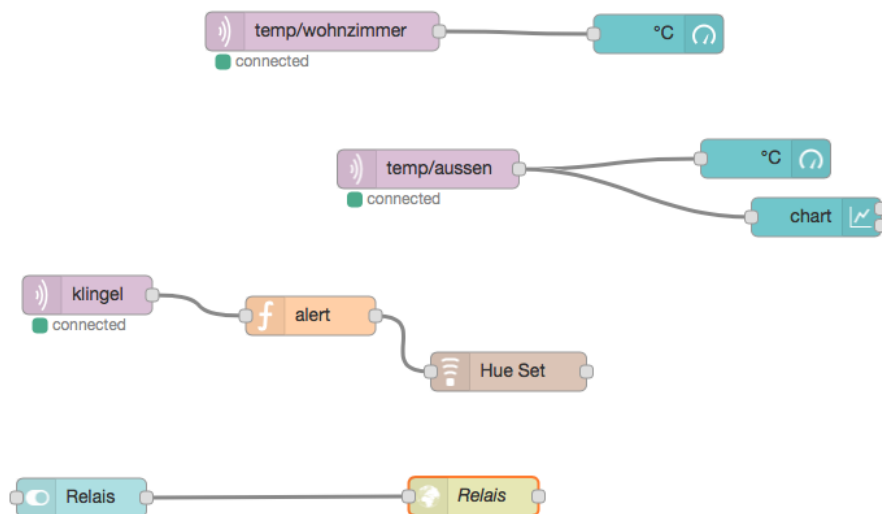 temp/wohnzimmer
°C
connected
temp/aussen
°C
connected
chart
klingel
connected
alert
Hue Set
Relais
Relais